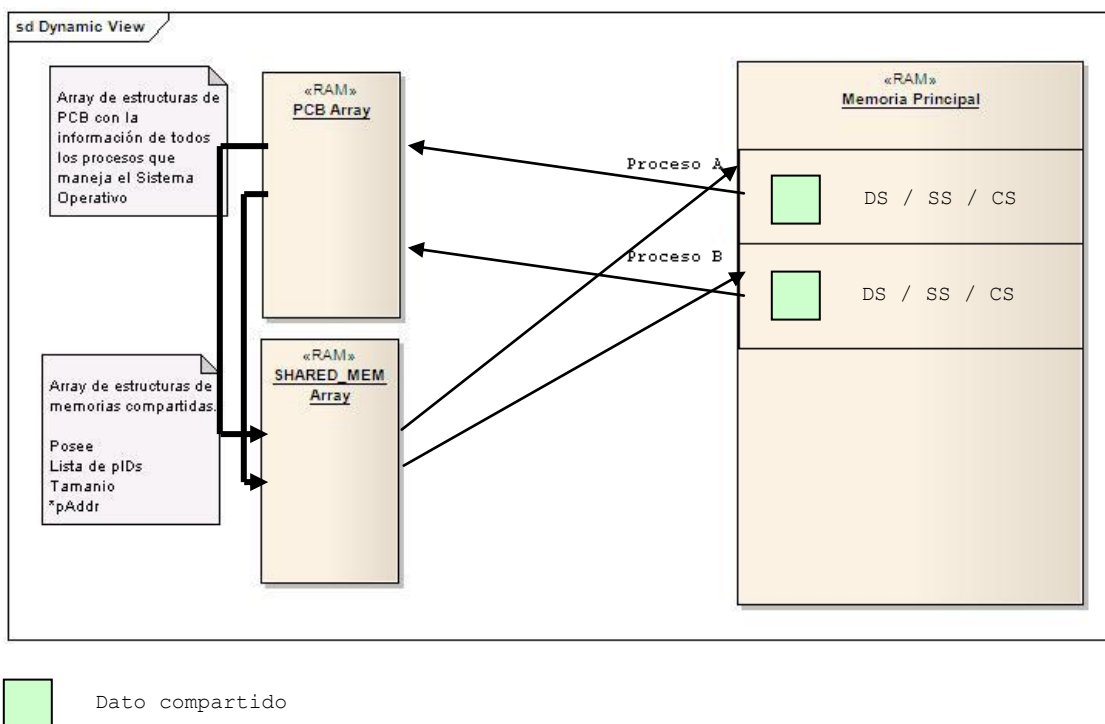 sd Dynamic View
Array de estructuras de
PCB con la
información de todos
los procesos que
maneja el Sistema
Operativo
«RAM»
PCB Array
«RAM»
Memoria Principal
Proceso A
DS / SS / CS
Proceso B
DS / SS / CS
Array de estructuras de
memorias compartidas.
Posee
Lista de pIDs
Tamanio
*pAddr
«RAM»
SHARED_MEM
Array
Dato compartido